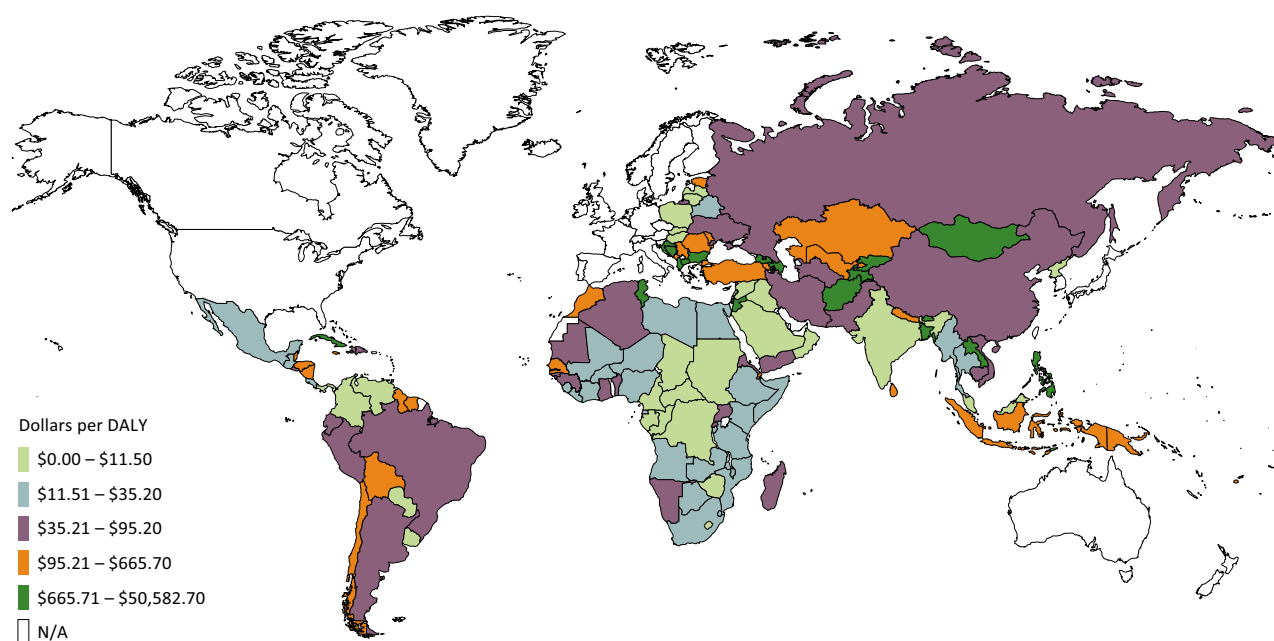 Dollars per DALY
$0.00 – $11.50
$11.51 – $35.20
$35.21 – $95.20
$95.21 – $665.70
$665.71 – $50,582.70
N/A